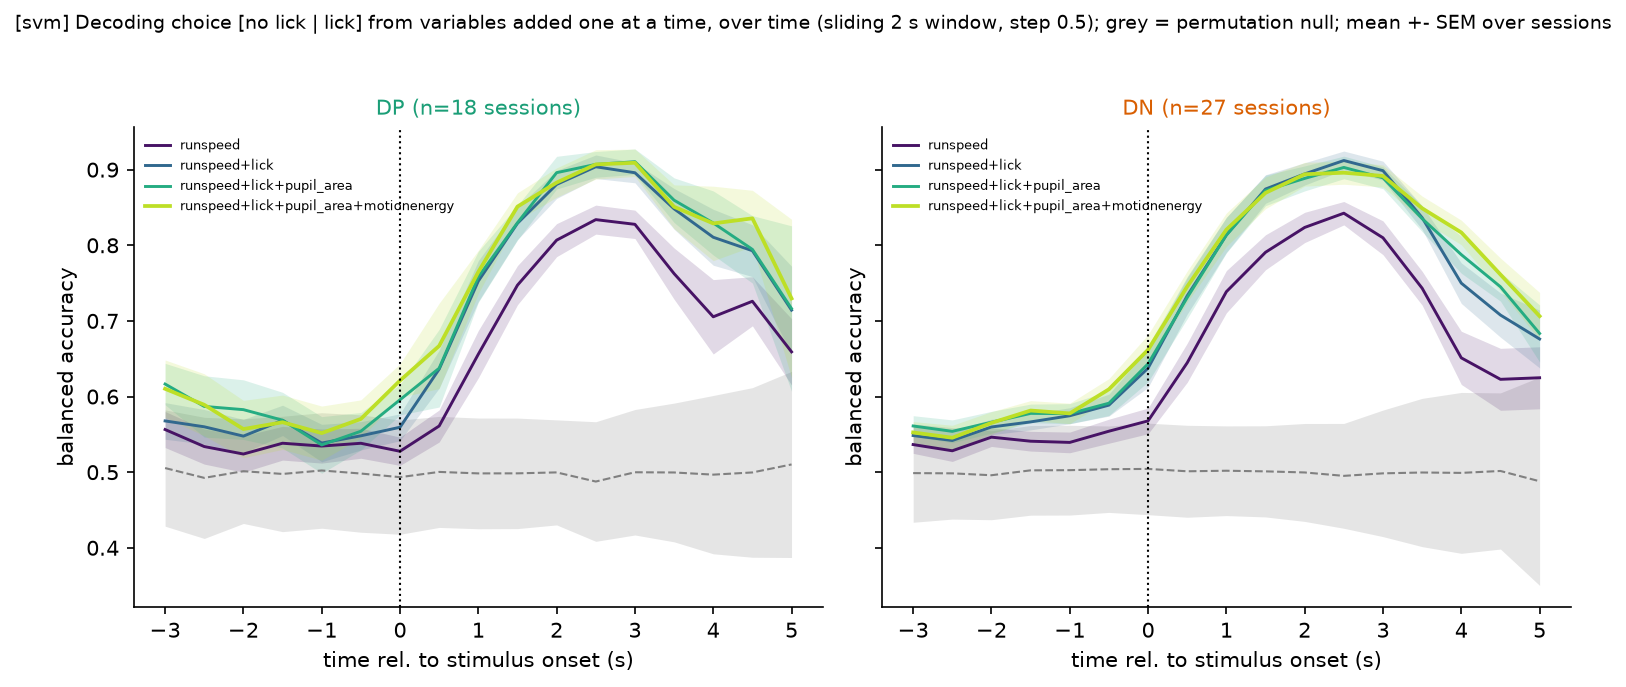 [svm] Decoding choice [no lick | lick] from variables added one at a time, over time (sliding 2 s window, step 0.5); grey = permutation null; mean +- SEM over sessions
DP (n=18 sessions)
runspeed
runspeed+lick
runspeed+lick+pupil_area
runspeed+lick+pupil_area+motionenergy
balanced accuracy
0.9
0.8
0.7
0.6
0.5
0.4
−3 −2 −1 0 1 2 3 4 5
time rel. to stimulus onset (s)
DN (n=27 sessions)
runspeed
runspeed+lick
runspeed+lick+pupil_area
runspeed+lick+pupil_area+motionenergy
balanced accuracy
−3 −2 −1 0 1 2 3 4 5
time rel. to stimulus onset (s)